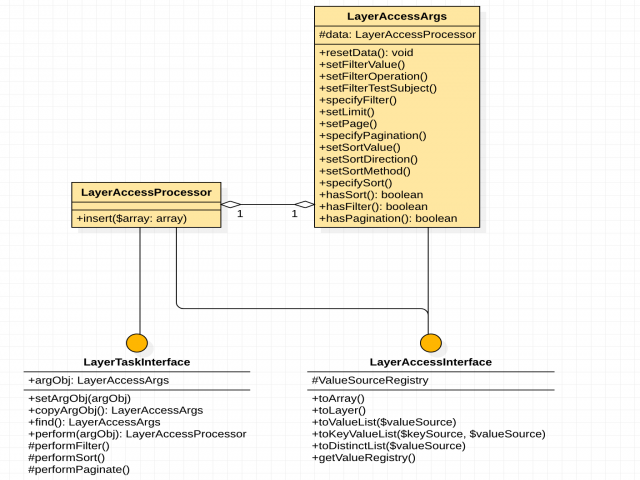 LayerAccessArgs
#data: LayerAccessProcessor
+resetData(): void
+setFilterValue()
+setFilterOperation()
+setFilterTestSubject()
+specifyFilter()
+setLimit()
+setPage()
+specifyPagination()
+setSortValue()
+setSortDirection()
+setSortMethod()
+specifySort()
+hasSort(): boolean
+hasFilter(): boolean
+hasPagination(): boolean
LayerAccessProcessor
+insert($array: array)
1
1
LayerTaskInterface
+argObj: LayerAccessArgs
+setArgObj(argObj)
+copyArgObj(): LayerAccessArgs
+find(): LayerAccessArgs
+perform(argObj): LayerAccessProcessor
#performFilter()
#performSort()
#performPaginate()
LayerAccessInterface
#ValueSourceRegistry
+toArray()
+toLayer()
+toValueList($valueSource)
+toKeyValueList($keySource, $valueSource)
+toDistinctList($valueSource)
+getValueRegistry()